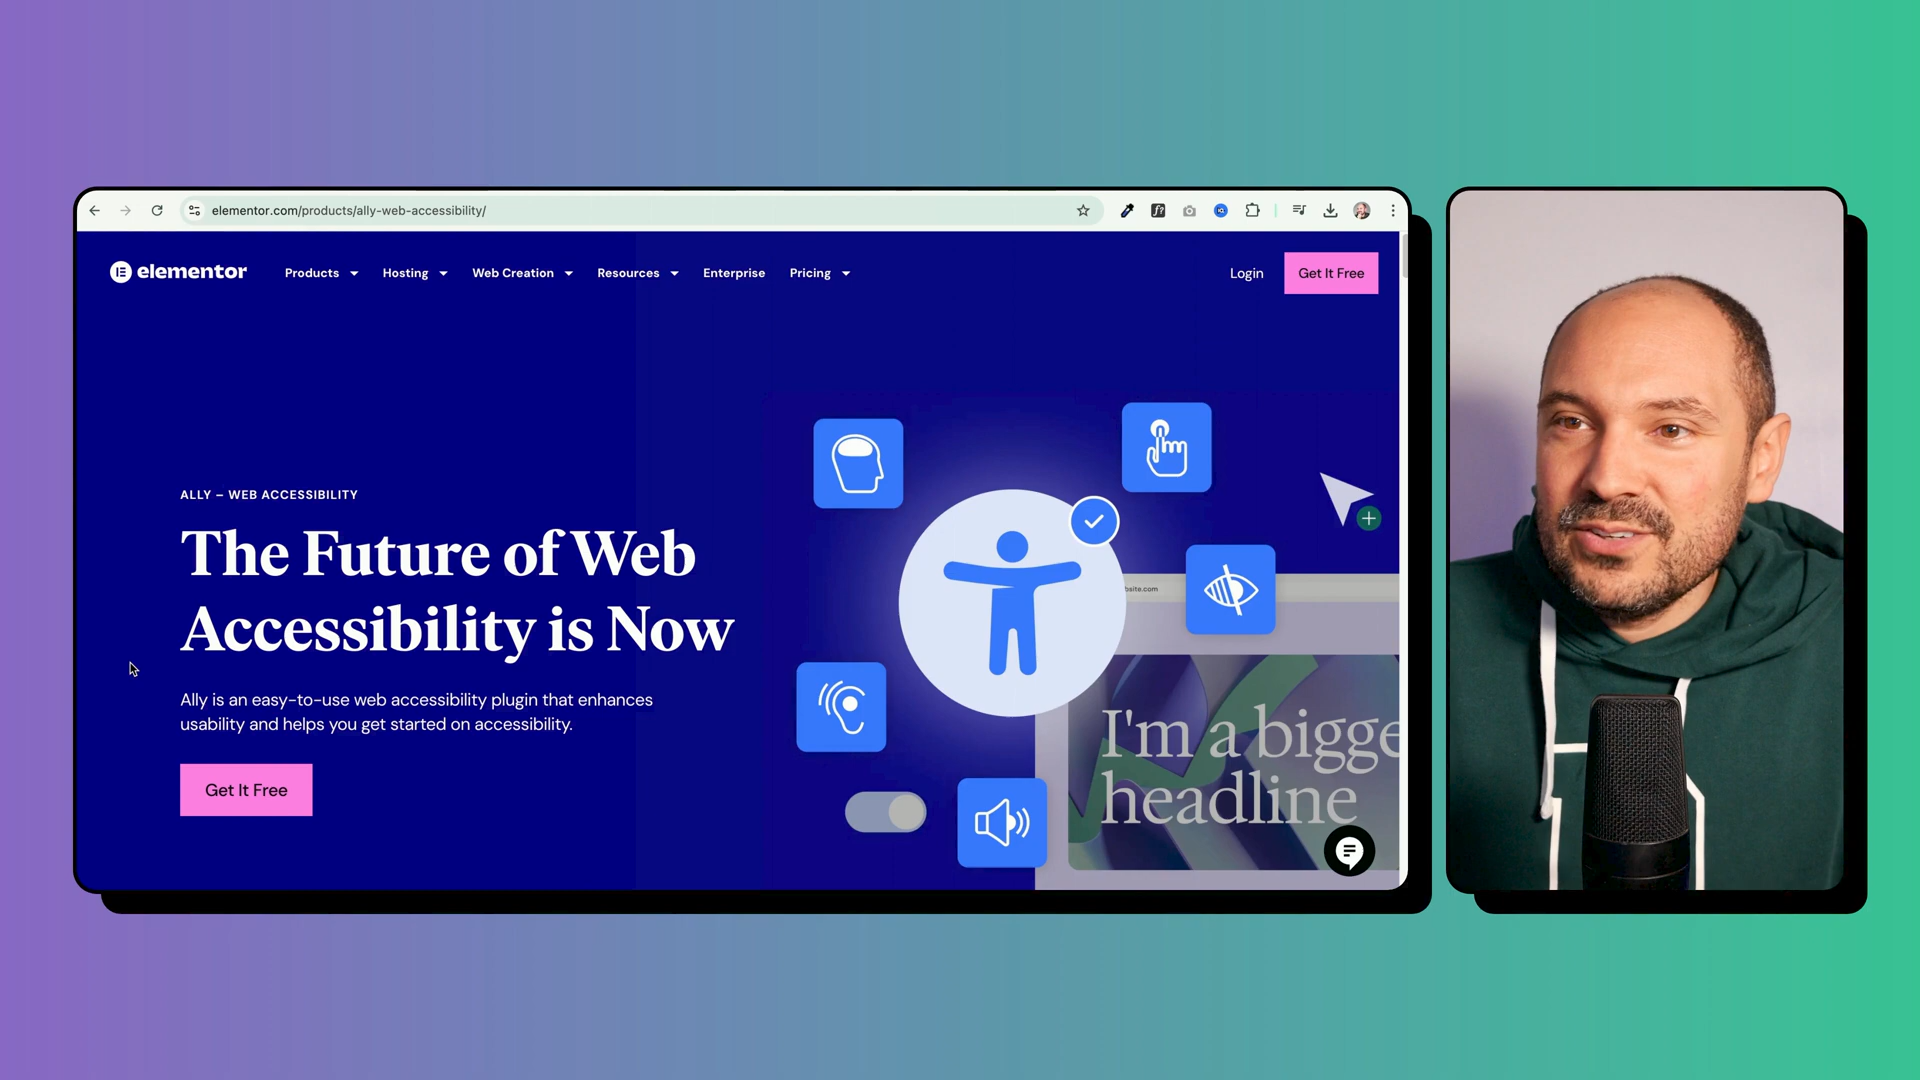 elementor.com/products/ally-web-accessibility/
elementor
Products
Hosting
Web Creation
Resources
Enterprise
Pricing
Login
Get It Free
ALLY – WEB ACCESSIBILITY
The Future of Web
Accessibility is Now
Ally is an easy-to-use web accessibility plugin that enhances
usability and helps you get started on accessibility.
Get It Free
bsite.com
I'm a bigge
headline